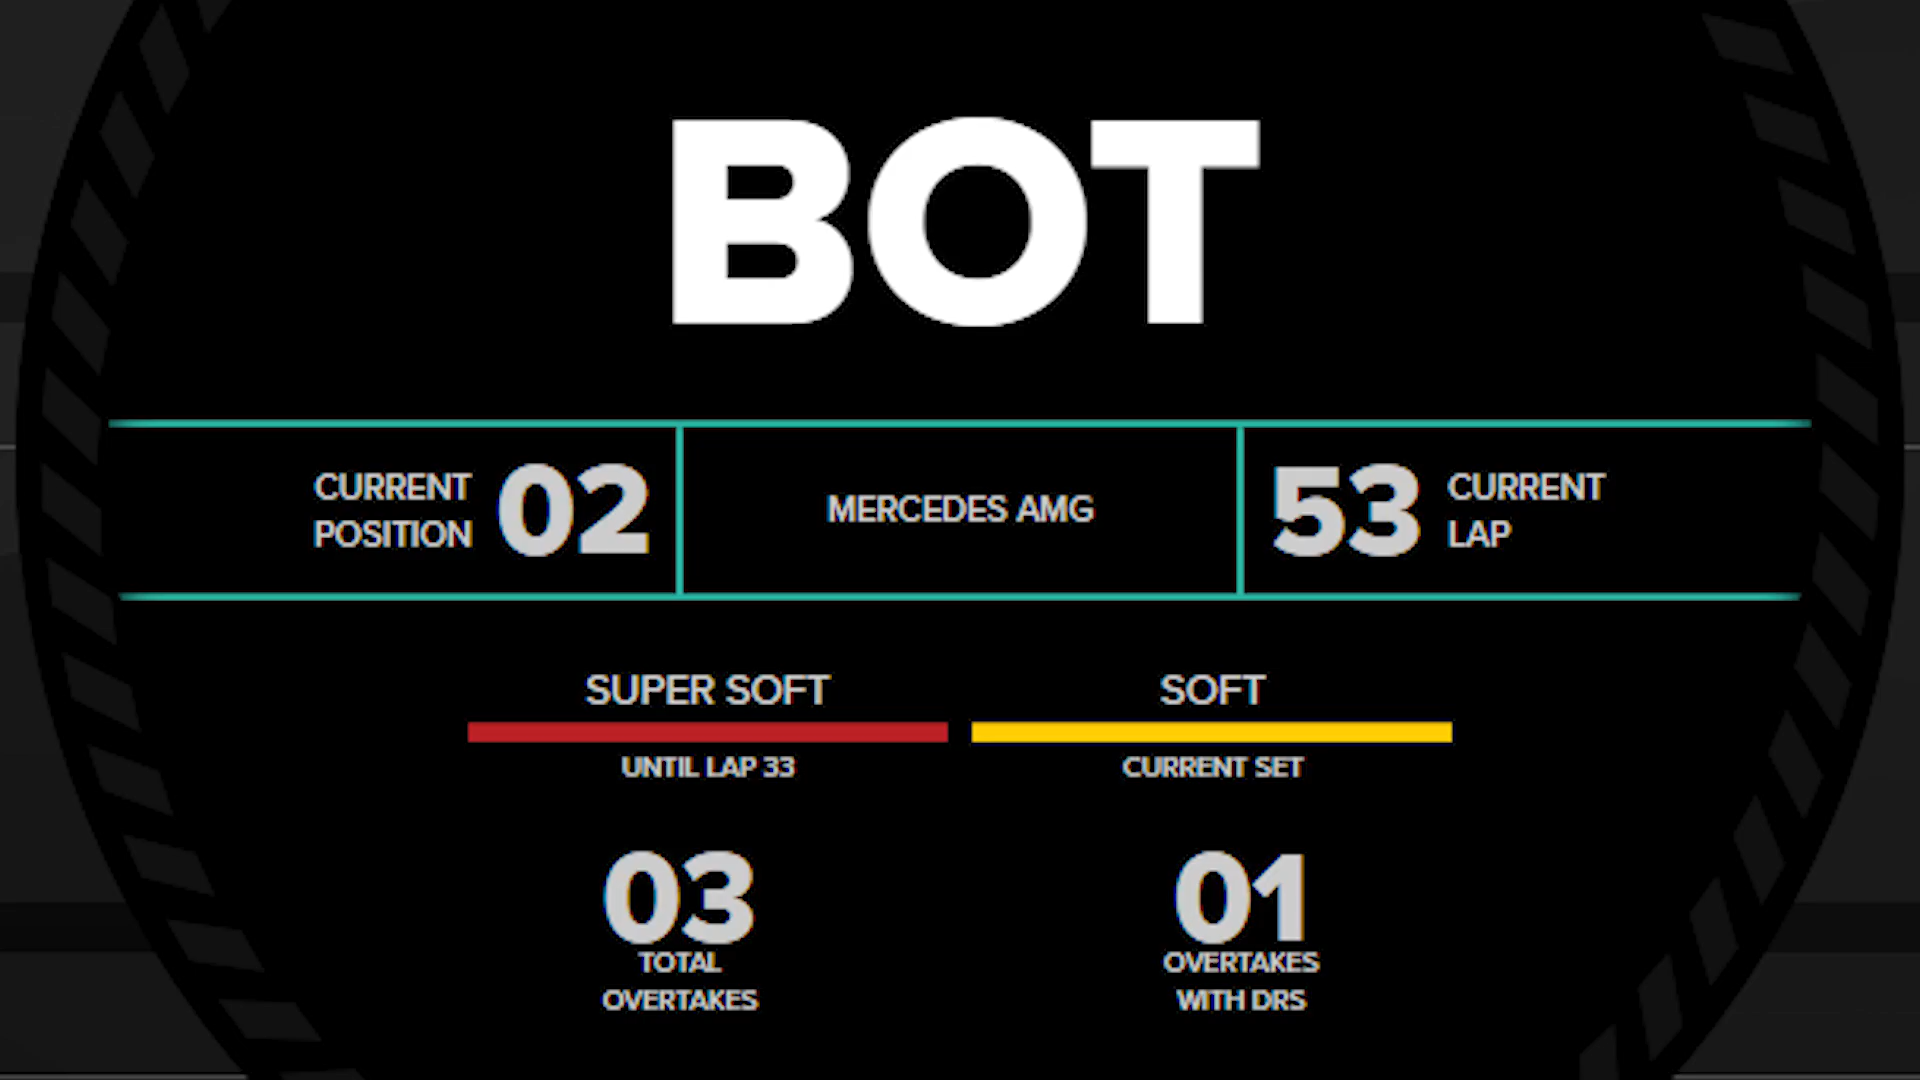 BOT
CURRENT
POSITION
02
MERCEDES AMG
53
CURRENT
LAP
SUPER SOFT
SOFT
UNTIL LAP 33
CURRENT SET
03
TOTAL
OVERTAKES
01
OVERTAKES
WITH DRS